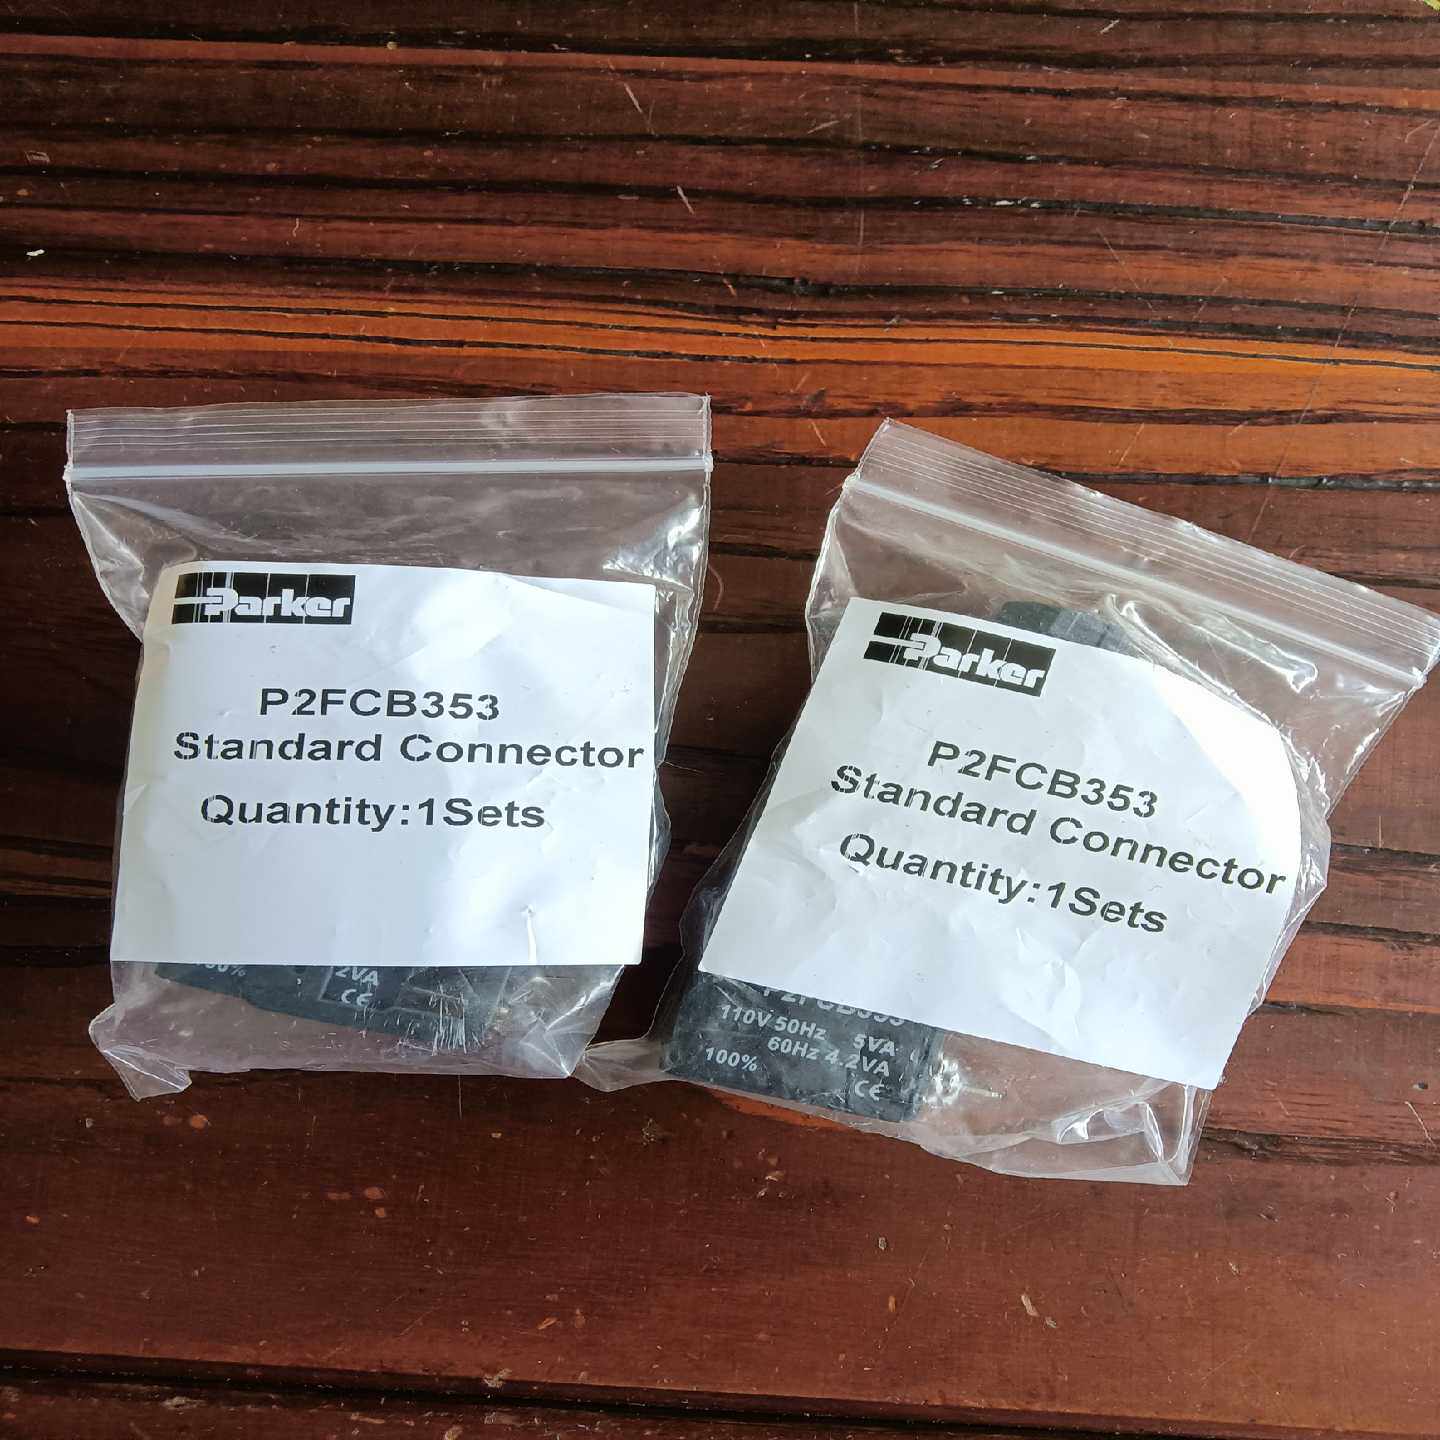 Parker
P2FCB353
Standard Connector
Quantity:1Sets
2VA
CE
Parker
P2FCB353
Standard Connector
Quantity:1Sets
P2FCB353
110V 50Hz 5VA
60Hz 4.2VA
100%
CE